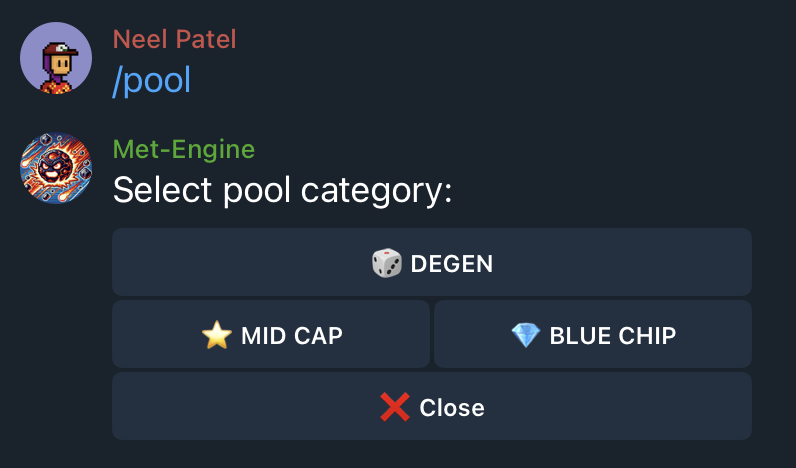 Neel Patel
/pool
Met-Engine
Select pool category:
🎲 DEGEN
⭐ MID CAP
💎 BLUE CHIP
❌ Close